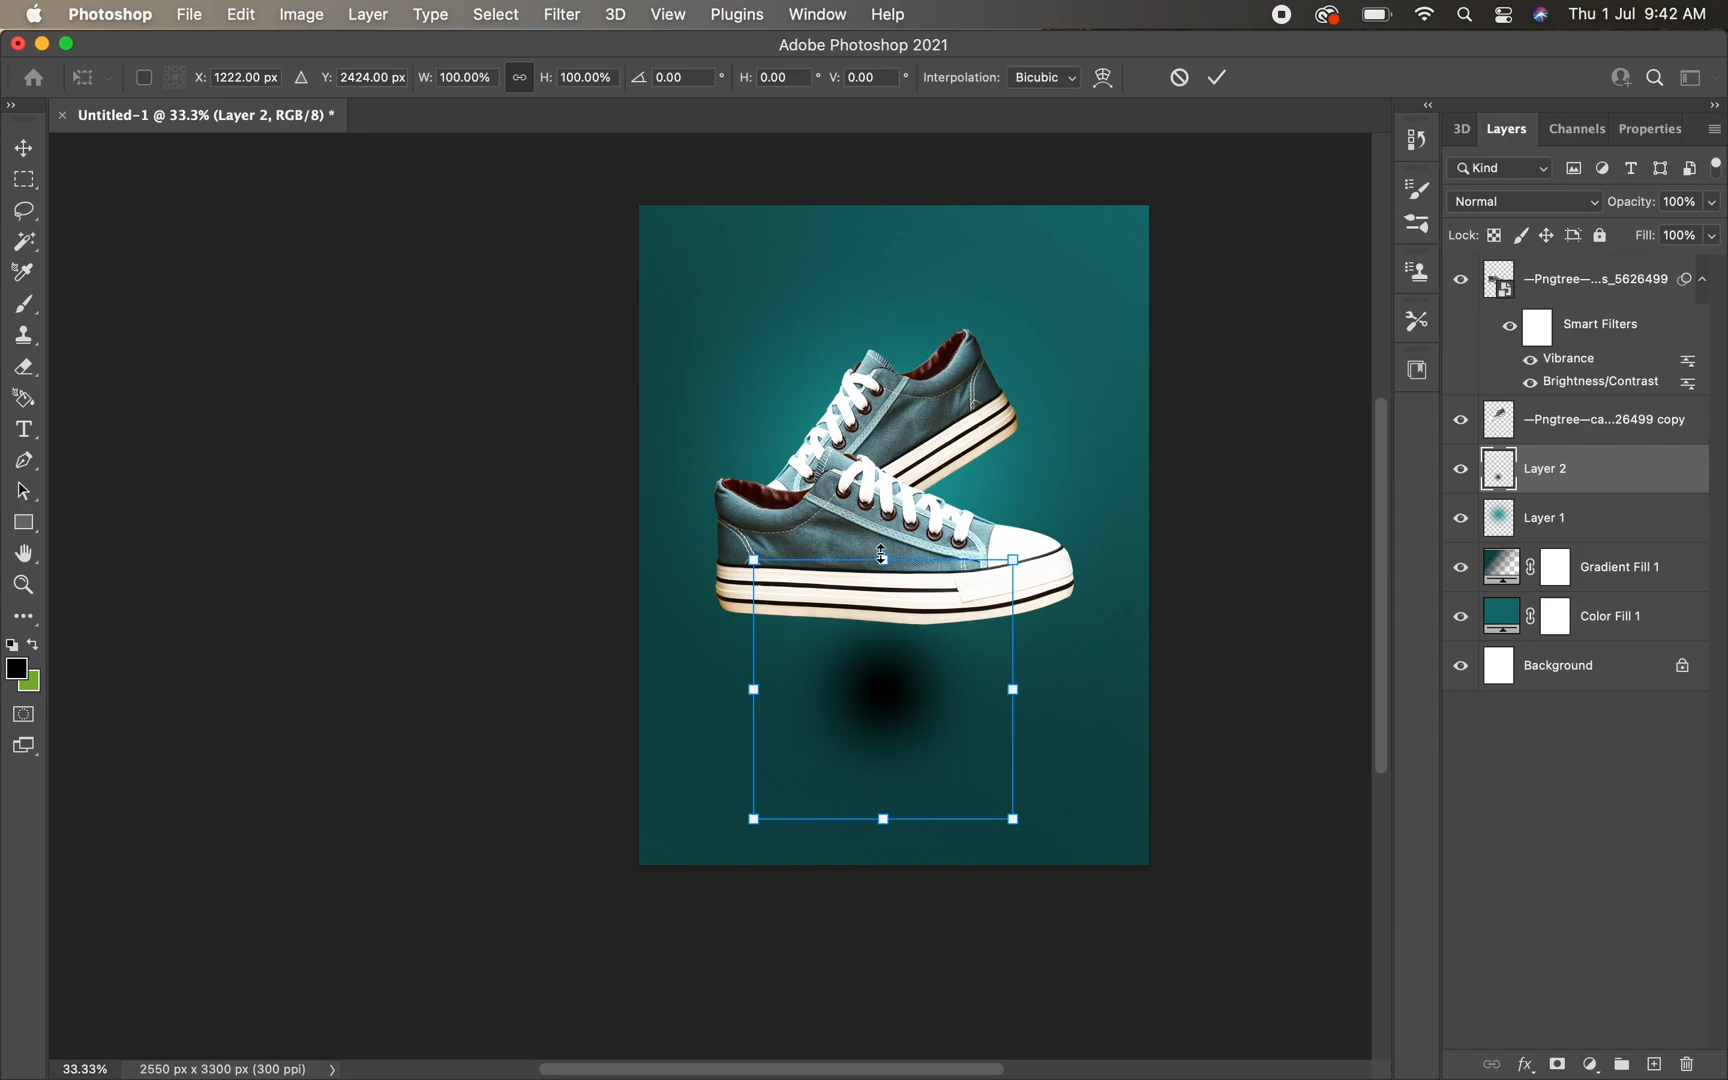 Photoshop File Edit Image Layer Type Select Filter 3D View Plugins Window Help Thu 1 Jul 9:42 AM
Adobe Photoshop 2021
X: 1222.00 px Y: 2424.00 px W: 100.00% H: 100.00% 0.00 ° H: 0.00 ° V: 0.00 ° Interpolation: Bicubic
× Untitled-1 @ 33.3% (Layer 2, RGB/8) *
3D Layers Channels Properties
Kind
Normal Opacity: 100%
Lock: Fill: 100%
—Pngtree—...s_5626499
Smart Filters
Vibrance
Brightness/Contrast
—Pngtree—ca...26499 copy
Layer 2
Layer 1
Gradient Fill 1
Color Fill 1
Background
33.33% 2550 px x 3300 px (300 ppi)